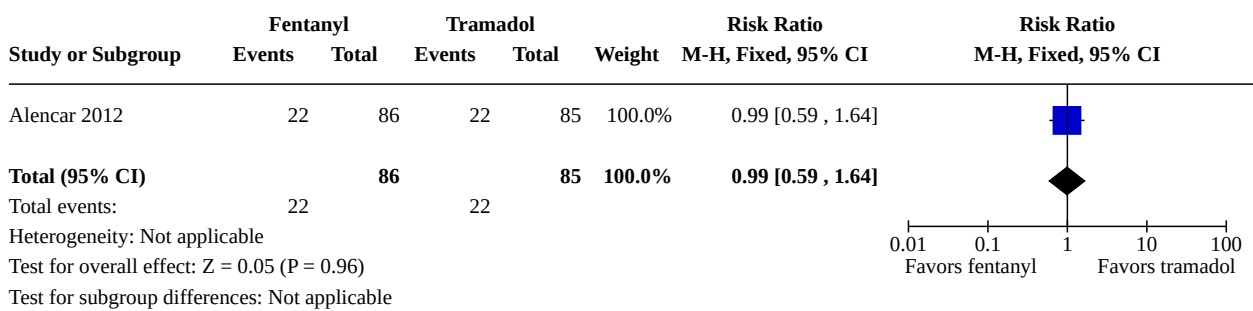 Fentanyl Tramadol Risk Ratio Risk Ratio
Study or Subgroup Events Total Events Total Weight M-H, Fixed, 95% CI M-H, Fixed, 95% CI
Alencar 2012 22 86 22 85 100.0% 0.99 [0.59 , 1.64]
Total (95% CI) 86 85 100.0% 0.99 [0.59 , 1.64]
Total events: 22 22
Heterogeneity: Not applicable
0.01 0.1 1 10 100
Test for overall effect: Z = 0.05 (P = 0.96)
Favors fentanyl Favors tramadol
Test for subgroup differences: Not applicable